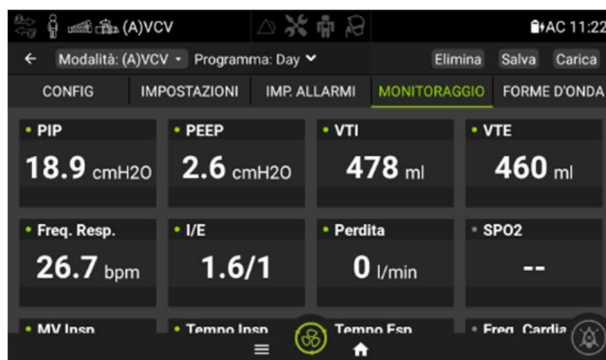 (A)VCV AC 11:22
Modalità: (A)VCV Programma: Day Elimina Salva Carica
CONFIG IMPOSTAZIONI IMP. ALLARMI MONITORAGGIO FORME D'ONDA
PIP PEEP VTI VTE
18.9 cmH2O 2.6 cmH2O 478 ml 460 ml
Freq. Resp. I/E Perdita SPO2
26.7 bpm 1.6/1 0 l/min --
MV Insp Tempo Insp Tempo Esp Freq Cardia